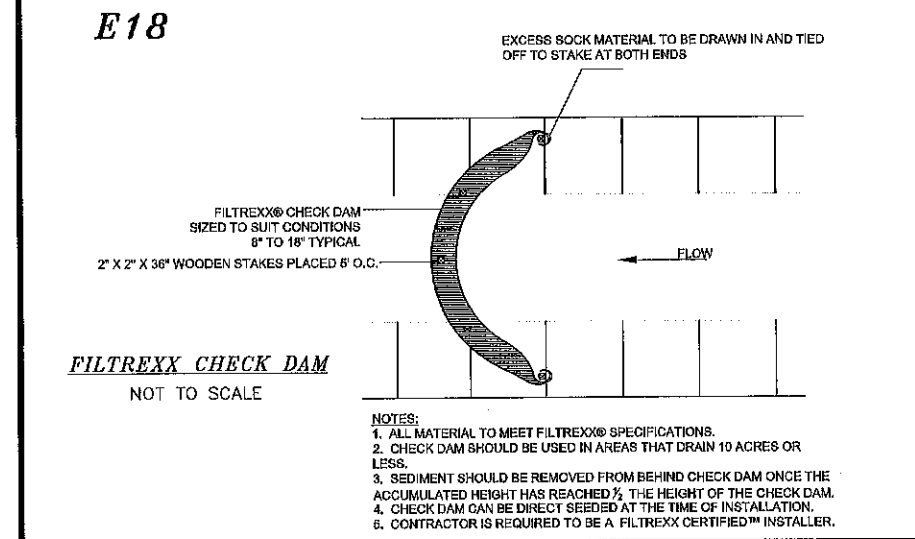 E18
EXCESS SOCK MATERIAL TO BE DRAWN IN AND TIED
OFF TO STAKE AT BOTH ENDS
FILTREXX® CHECK DAM
SIZED TO SUIT CONDITIONS
8" TO 18" TYPICAL
2" X 2" X 36" WOODEN STAKES PLACED 5' O.C.
FLOW
FILTREXX CHECK DAM
NOT TO SCALE
NOTES:
1. ALL MATERIAL TO MEET FILTREXX® SPECIFICATIONS.
2. CHECK DAM SHOULD BE USED IN AREAS THAT DRAIN 10 ACRES OR
LESS.
3. SEDIMENT SHOULD BE REMOVED FROM BEHIND CHECK DAM ONCE THE
ACCUMULATED HEIGHT HAS REACHED ½ THE HEIGHT OF THE CHECK DAM.
4. CHECK DAM CAN BE DIRECT SEEDED AT THE TIME OF INSTALLATION.
5. CONTRACTOR IS REQUIRED TO BE A FILTREXX CERTIFIED™ INSTALLER.